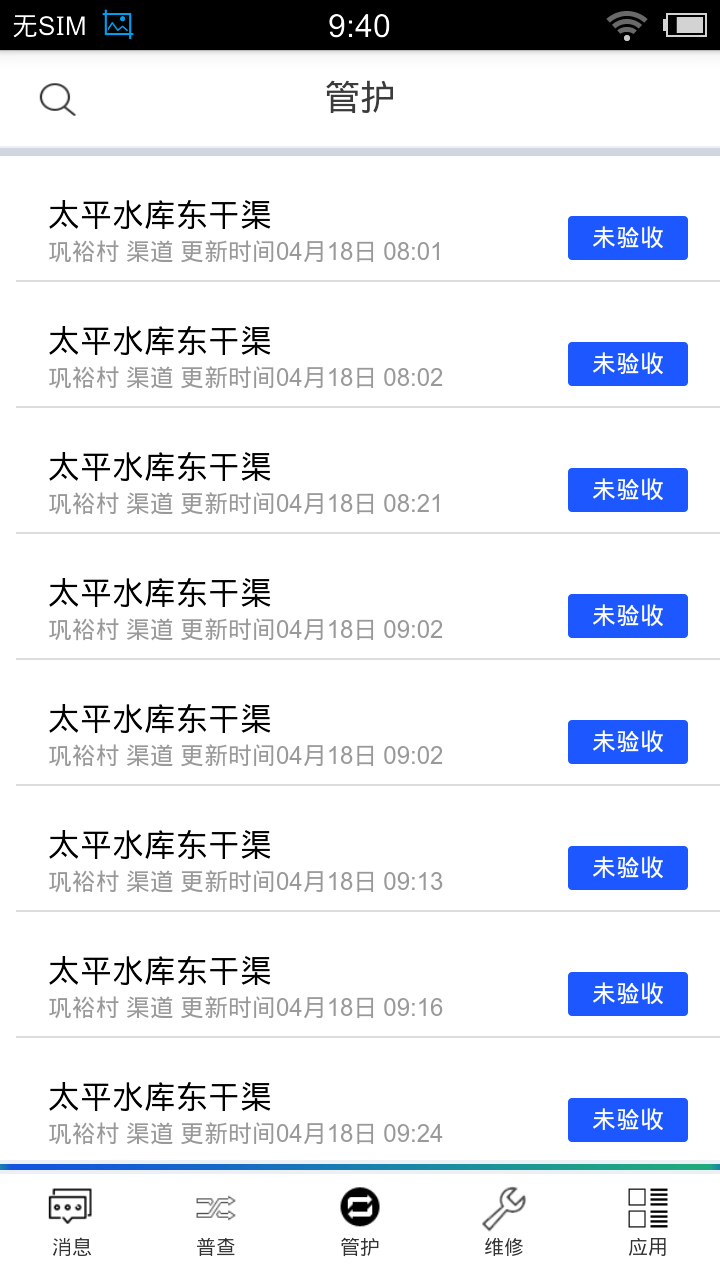 无SIM 9:40
管护
太平水库东干渠
巩裕村 渠道 更新时间04月18日 08:01
未验收
太平水库东干渠
巩裕村 渠道 更新时间04月18日 08:02
未验收
太平水库东干渠
巩裕村 渠道 更新时间04月18日 08:21
未验收
太平水库东干渠
巩裕村 渠道 更新时间04月18日 09:02
未验收
太平水库东干渠
巩裕村 渠道 更新时间04月18日 09:02
未验收
太平水库东干渠
巩裕村 渠道 更新时间04月18日 09:13
未验收
太平水库东干渠
巩裕村 渠道 更新时间04月18日 09:16
未验收
太平水库东干渠
巩裕村 渠道 更新时间04月18日 09:24
未验收
消息 普查 管护 维修 应用